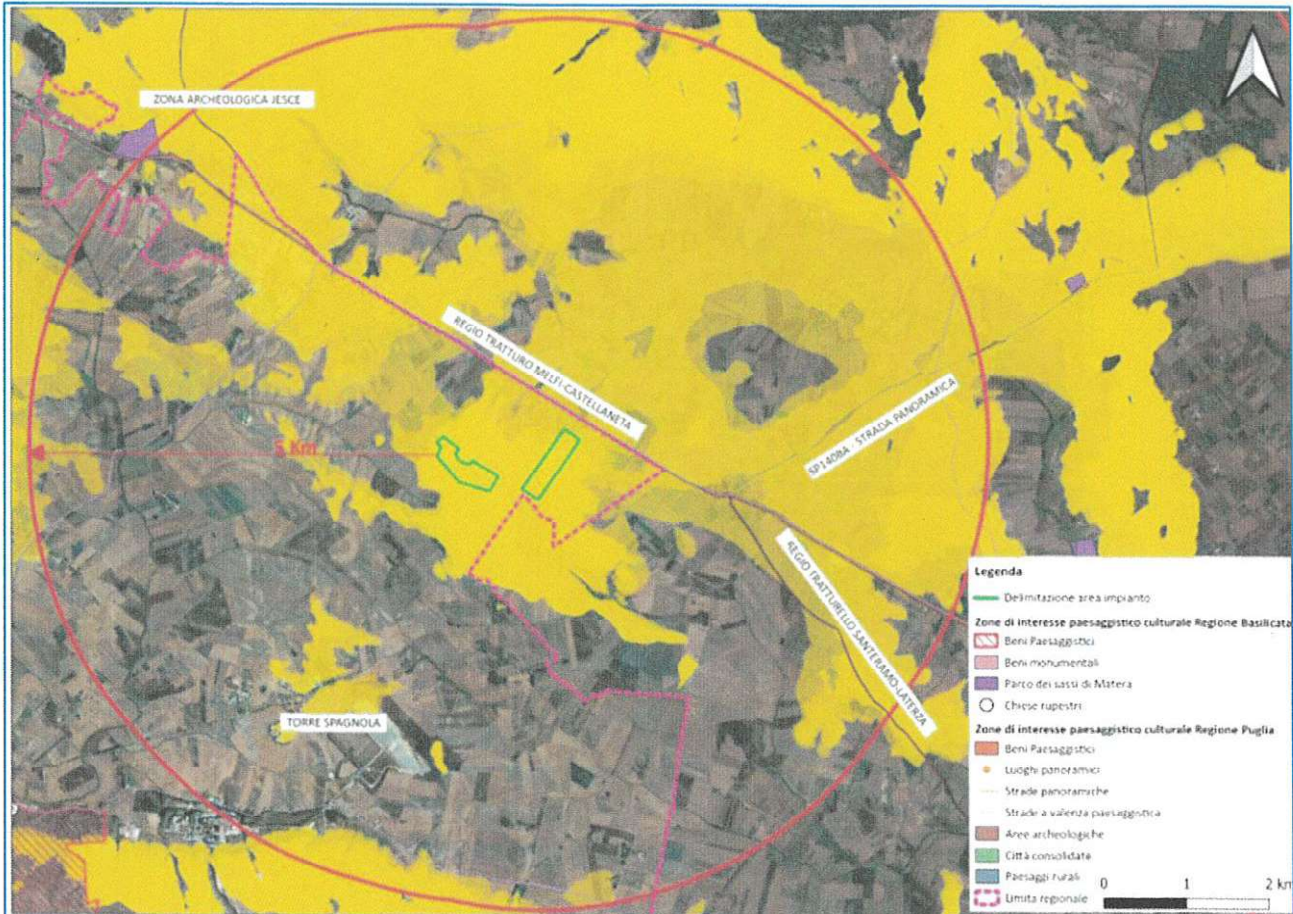 ZONA ARCHEOLOGICA JESCE
REGIO TRATTURO MELFI-CASTELLANETA
5 Km
SP140BA - STRADA PANORAMICA
REGIO TRATTURELLO SANTERAMO-LATERZA
TORRE SPAGNOLA
Legenda
Delimitazione area impianto
Zone di interesse paesaggistico culturale Regione Basilicata
Beni Paesaggistici
Beni monumentali
Parco dei sassi di Matera
Chiese rupestri
Zone di interesse paesaggistico culturale Regione Puglia
Beni Paesaggistici
Luoghi panoramici
Strade panoramiche
Strade a valenza paesaggistica
Aree archeologiche
Città consolidate
Paesaggi rurali
Limita regionale
0 1 2 km